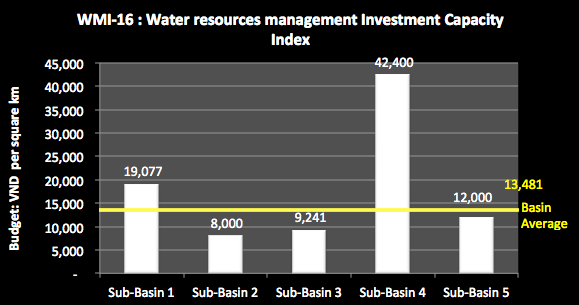 WMI-16 : Water resources management Investment Capacity
Index
Budget: VND per square km
45,000
40,000
35,000
30,000
25,000
20,000
15,000
10,000
5,000
-
19,077
8,000
9,241
42,400
12,000
13,481
Basin
Average
Sub-Basin 1
Sub-Basin 2
Sub-Basin 3
Sub-Basin 4
Sub-Basin 5